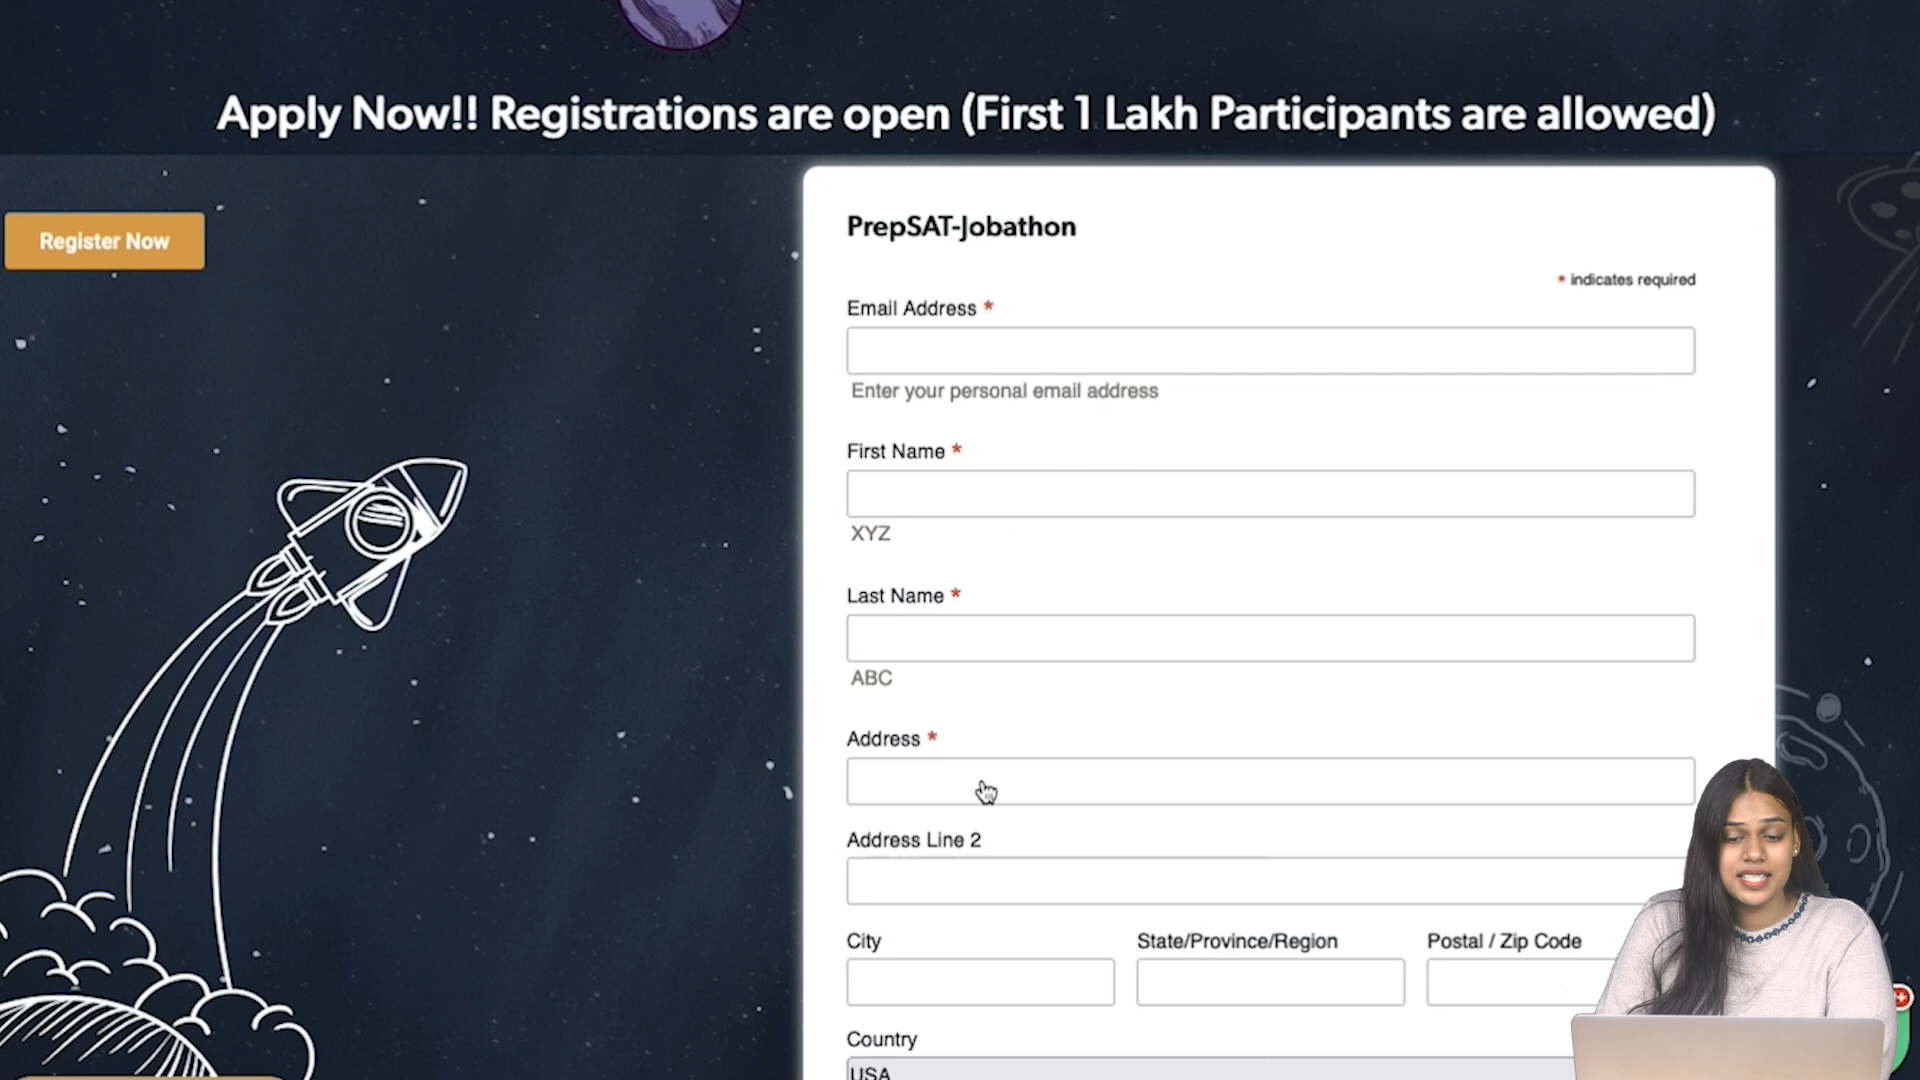 Apply Now!! Registrations are open (First 1 Lakh Participants are allowed)
Register Now
PrepSAT-Jobathon
* indicates required
Email Address *
Enter your personal email address
First Name *
XYZ
Last Name *
ABC
Address *
Address Line 2
City
State/Province/Region
Postal / Zip Code
Country
USA